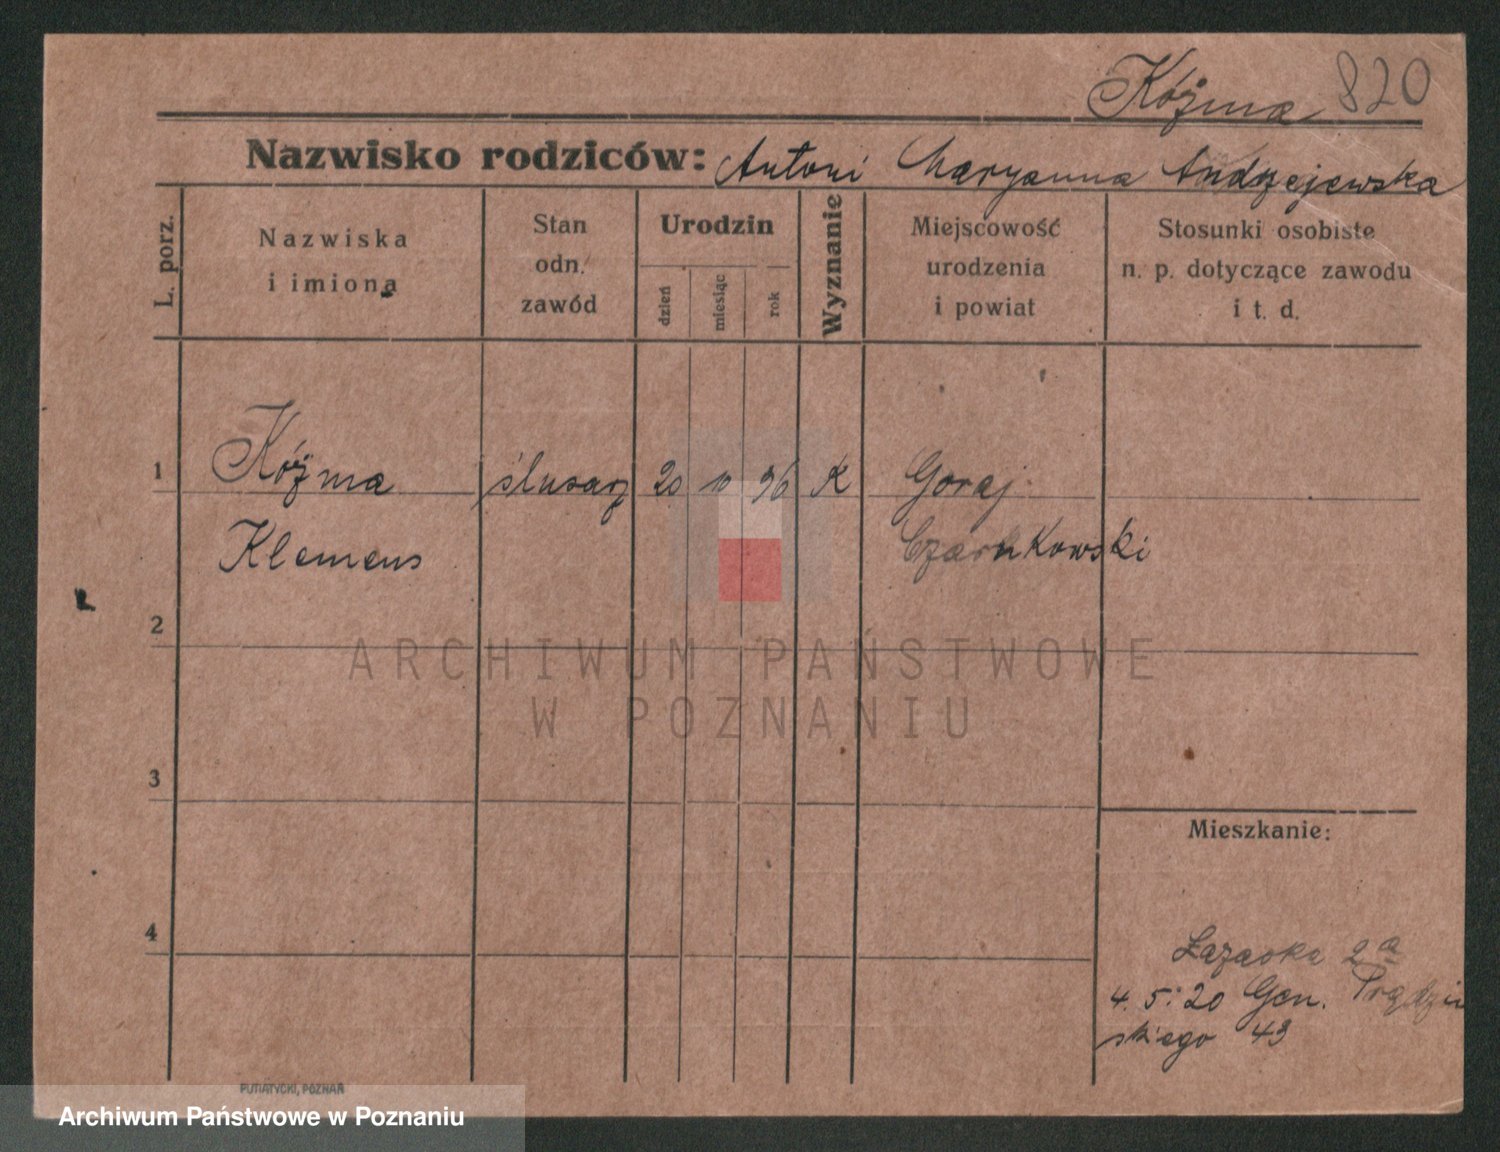 Kóźma 820
Nazwisko rodziców: Antoni Maryanna Andrzejewska
L. porz.
Nazwiska
i imiona
Stan
odn.
zawód
Urodzin
dzień
miesiąc
rok
Wyznanie
Miejscowość
urodzenia
i powiat
Stosunki osobiste
n. p. dotyczące zawodu
i t. d.
1 Kóźma ślusarz 20 10 96 K Goraj
Klemens Czarnkowski
2
3
4
Mieszkanie:
2a
4. 5. 20 Gen. Prądzyń
skiego 43
PUTIATYCKI, POZNAŃ
ARCHIWUM PAŃSTWOWE
W POZNANIU
Archiwum Państwowe w Poznaniu